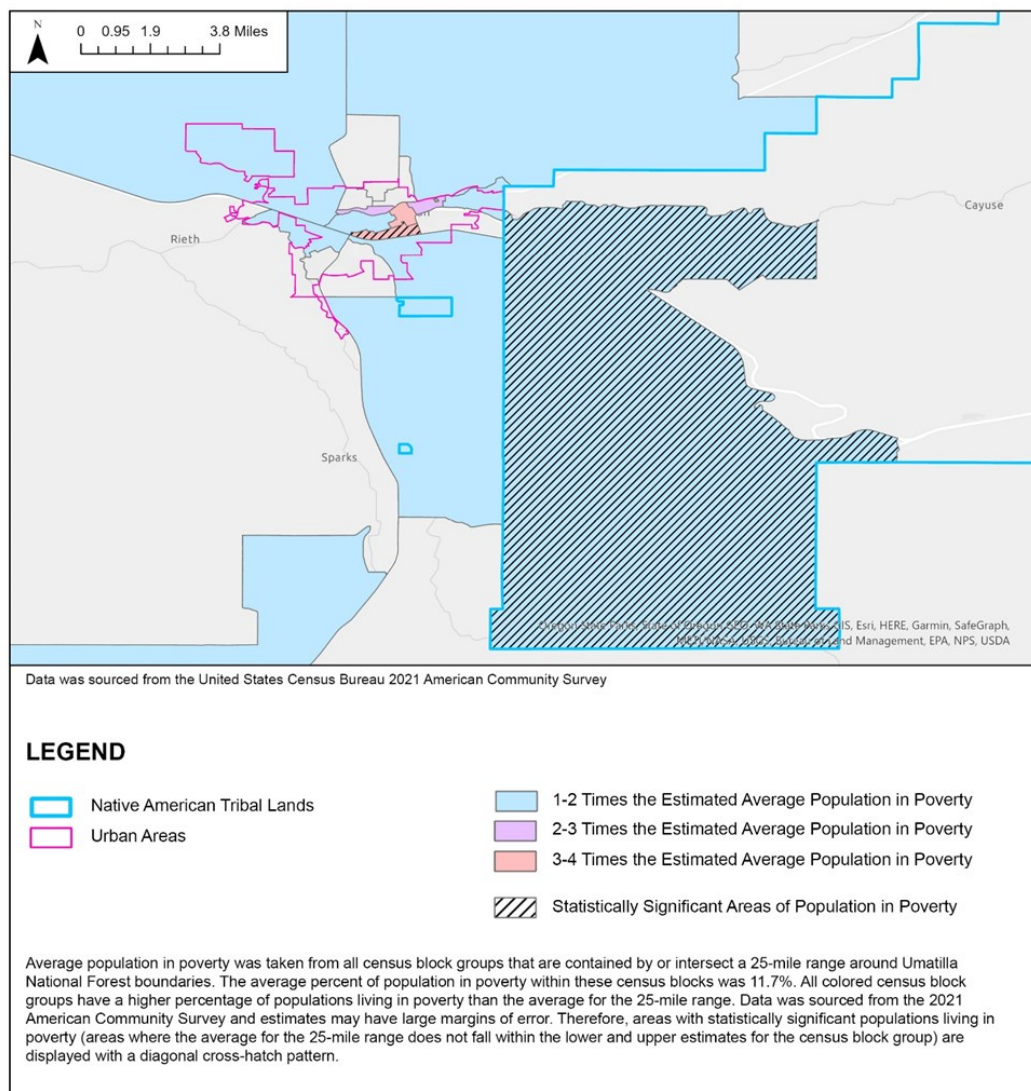 N
0 0.95 1.9 3.8 Miles
Cayuse
Rieth
Sparks
GIS, Esri, HERE, Garmin, SafeGraph,
Land Management, EPA, NPS, USDA
Data was sourced from the United States Census Bureau 2021 American Community Survey
LEGEND
Native American Tribal Lands
Urban Areas
1-2 Times the Estimated Average Population in Poverty
2-3 Times the Estimated Average Population in Poverty
3-4 Times the Estimated Average Population in Poverty
Statistically Significant Areas of Population in Poverty
Average population in poverty was taken from all census block groups that are contained by or intersect a 25-mile range around Umatilla
National Forest boundaries. The average percent of population in poverty within these census blocks was 11.7%. All colored census block
groups have a higher percentage of populations living in poverty than the average for the 25-mile range. Data was sourced from the 2021
American Community Survey and estimates may have large margins of error. Therefore, areas with statistically significant populations living in
poverty (areas where the average for the 25-mile range does not fall within the lower and upper estimates for the census block group) are
displayed with a diagonal cross-hatch pattern.